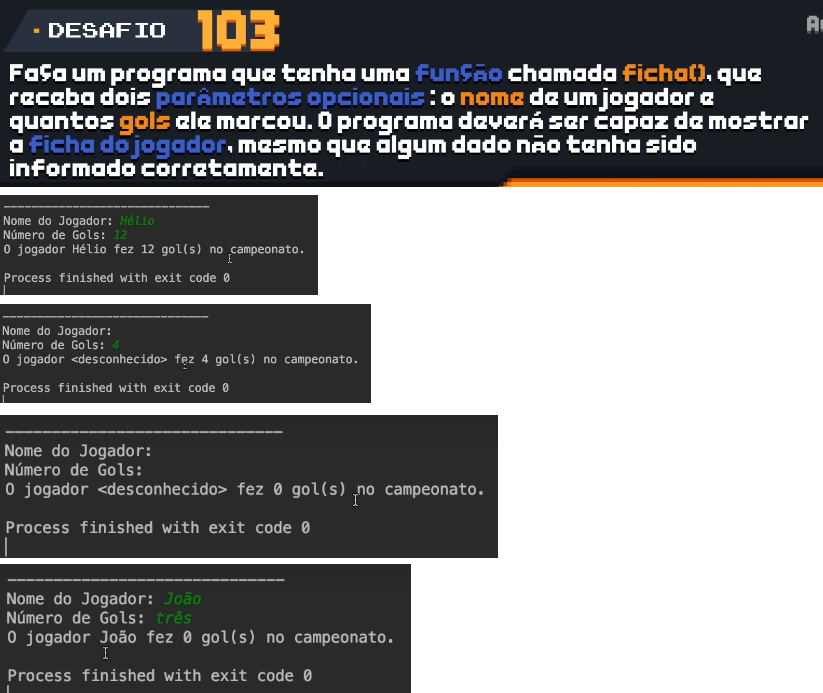 DESAFIO 103
Faça um programa que tenha uma função chamada ficha(), que
receba dois parâmetros opcionais: o nome de um jogador e
quantos gols ele marcou. O programa deverá ser capaz de mostrar
a ficha do jogador, mesmo que algum dado não tenha sido
informado corretamente.
------------------------------
Nome do Jogador: Hélio
Número de Gols: 12
O jogador Hélio fez 12 gol(s) no campeonato.
Process finished with exit code 0
------------------------------
Nome do Jogador:
Número de Gols: 4
O jogador <desconhecido> fez 4 gol(s) no campeonato.
Process finished with exit code 0
------------------------------
Nome do Jogador:
Número de Gols:
O jogador <desconhecido> fez 0 gol(s) no campeonato.
Process finished with exit code 0
------------------------------
Nome do Jogador: João
Número de Gols: três
O jogador João fez 0 gol(s) no campeonato.
Process finished with exit code 0